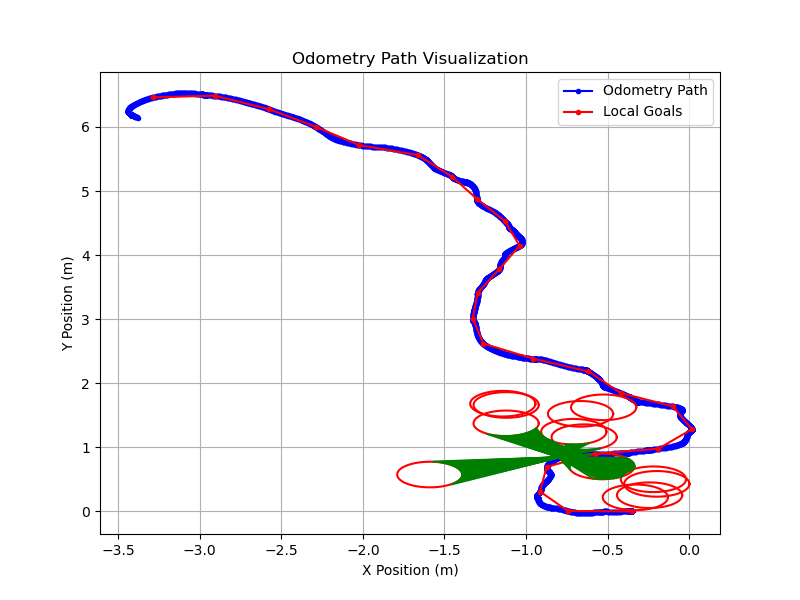 Odometry Path Visualization
Odometry Path
Local Goals
Y Position (m)
6
5
4
3
2
1
0
−3.5 −3.0 −2.5 −2.0 −1.5 −1.0 −0.5 0.0
X Position (m)